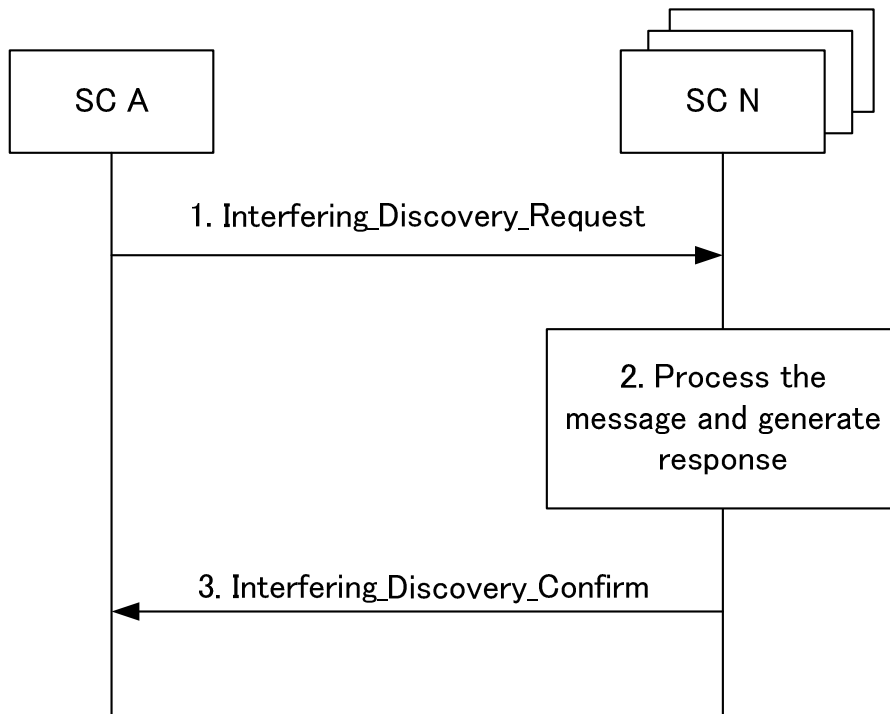 SC A
SC N
1. Interfering_Discovery_Request
2. Process the
message and generate
response
3. Interfering_Discovery_Confirm